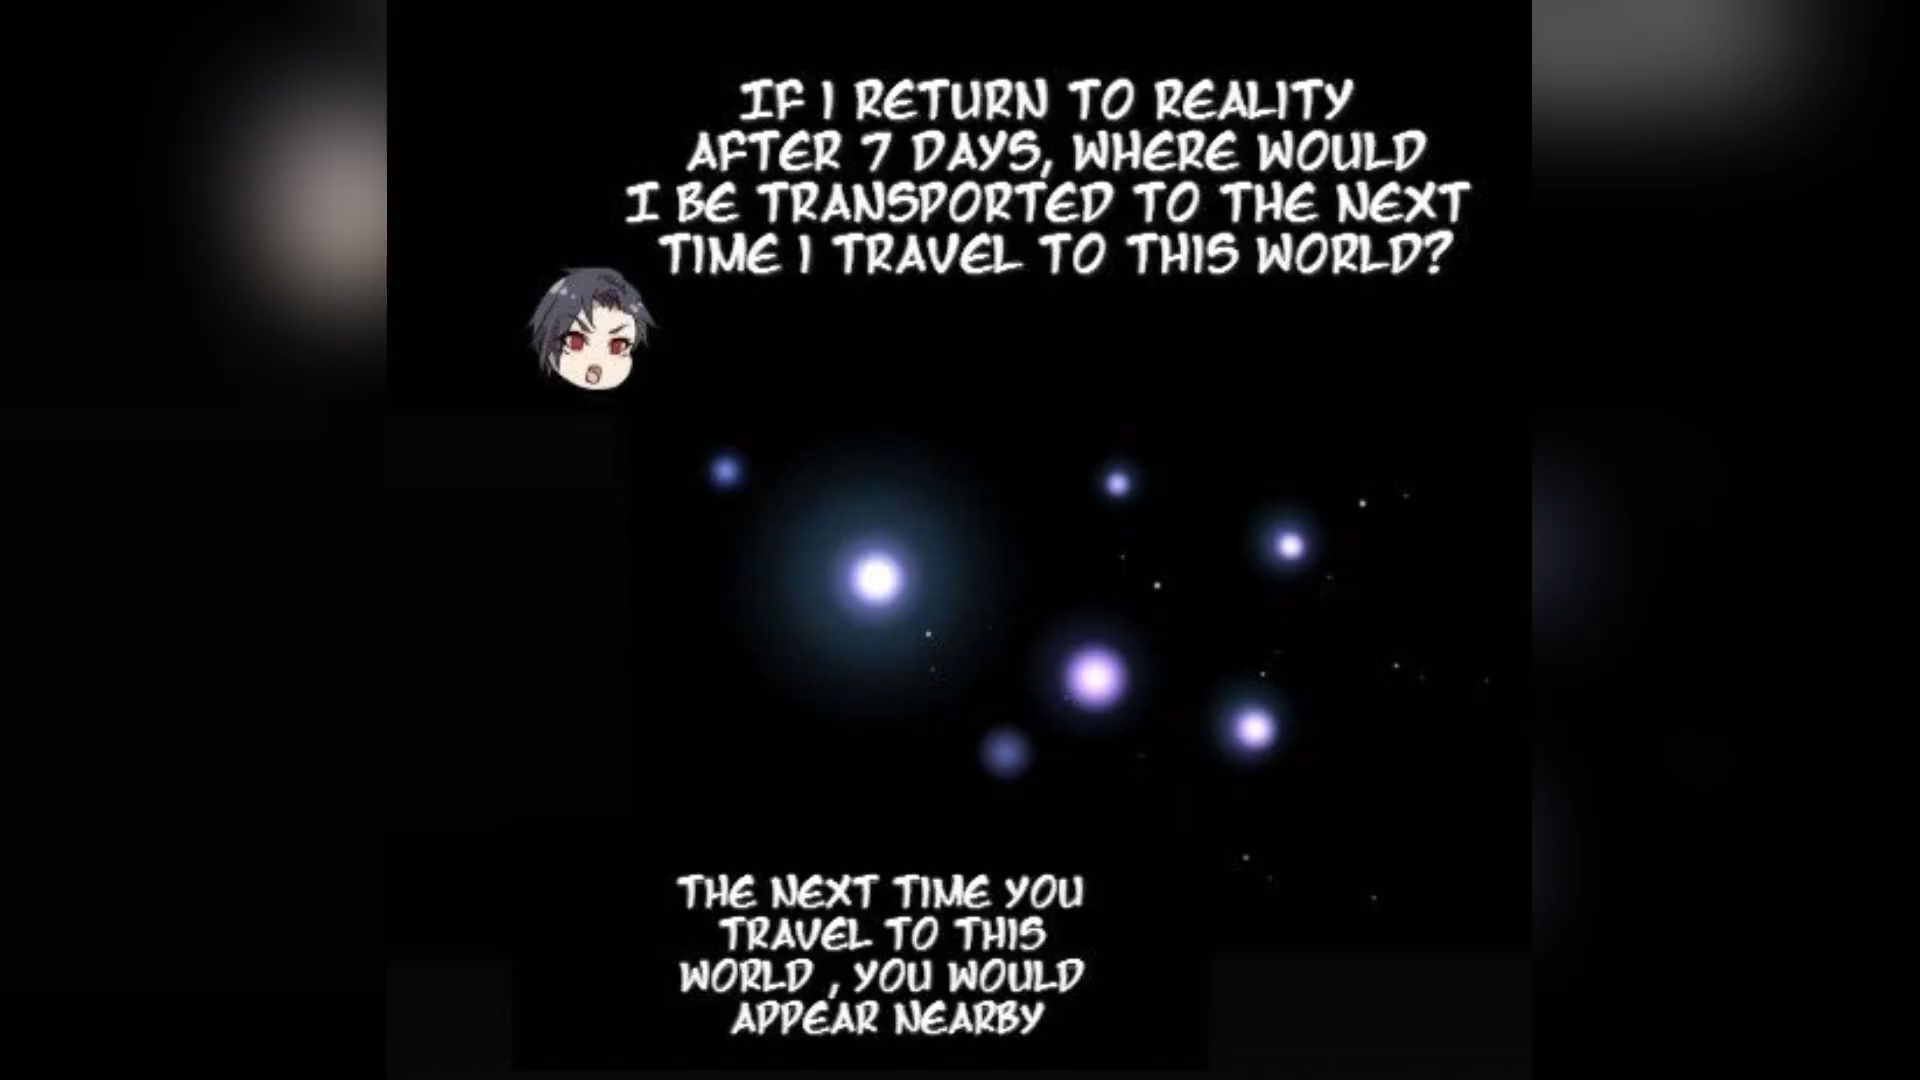 IF I RETURN TO REALITY
AFTER 7 DAYS, WHERE WOULD
I BE TRANSPORTED TO THE NEXT
TIME I TRAVEL TO THIS WORLD?
THE NEXT TIME YOU
TRAVEL TO THIS
WORLD , YOU WOULD
APPEAR NEARBY